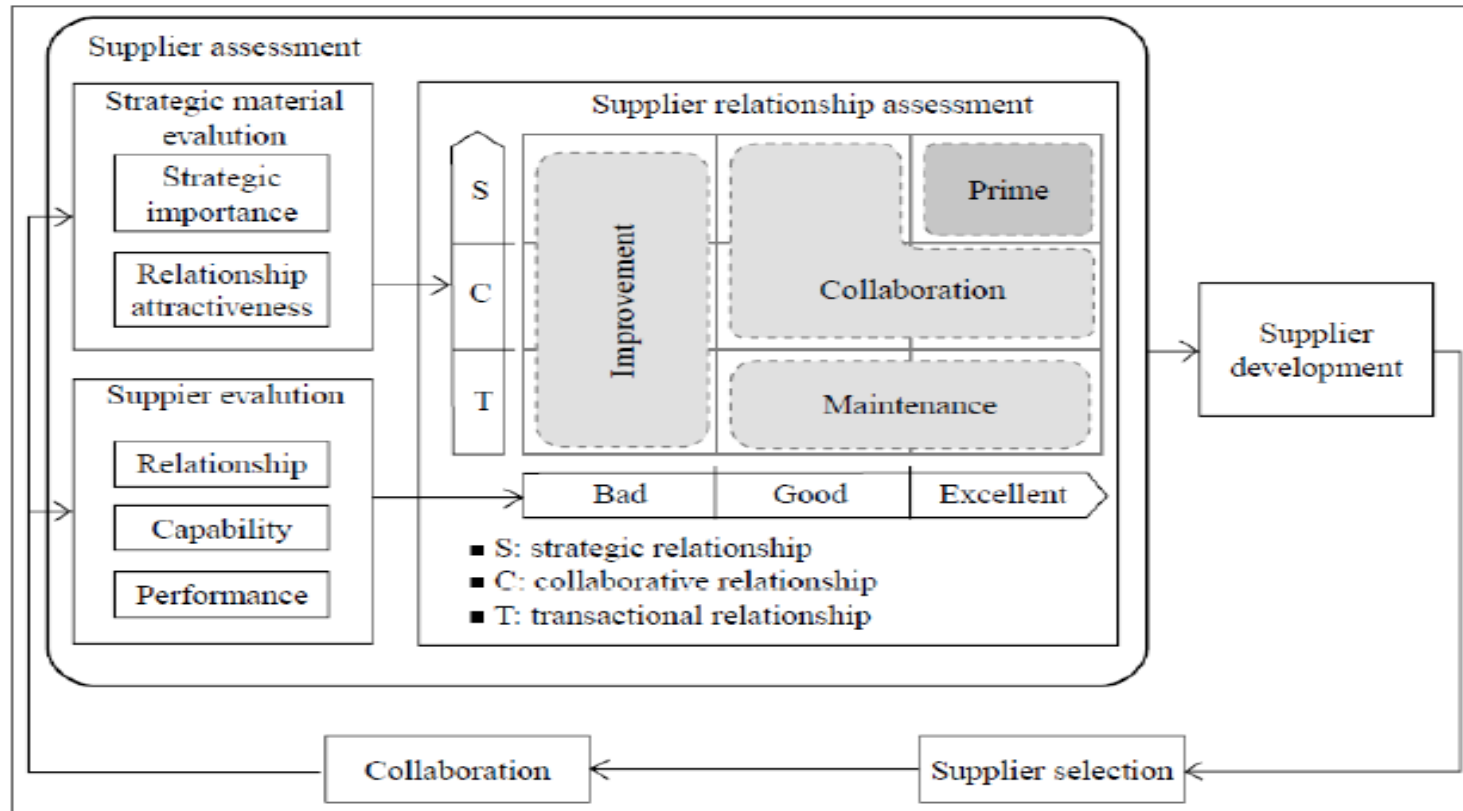 Supplier assessment
Strategic material
evalution
Strategic
importance
Relationship
attractiveness
Suppier evalution
Relationship
Capability
Performance
Supplier relationship assessment
S
C
T
Improvement
Prime
Collaboration
Maintenance
Bad
Good
Excellent
■ S: strategic relationship
■ C: collaborative relationship
■ T: transactional relationship
Supplier
development
Supplier selection
Collaboration